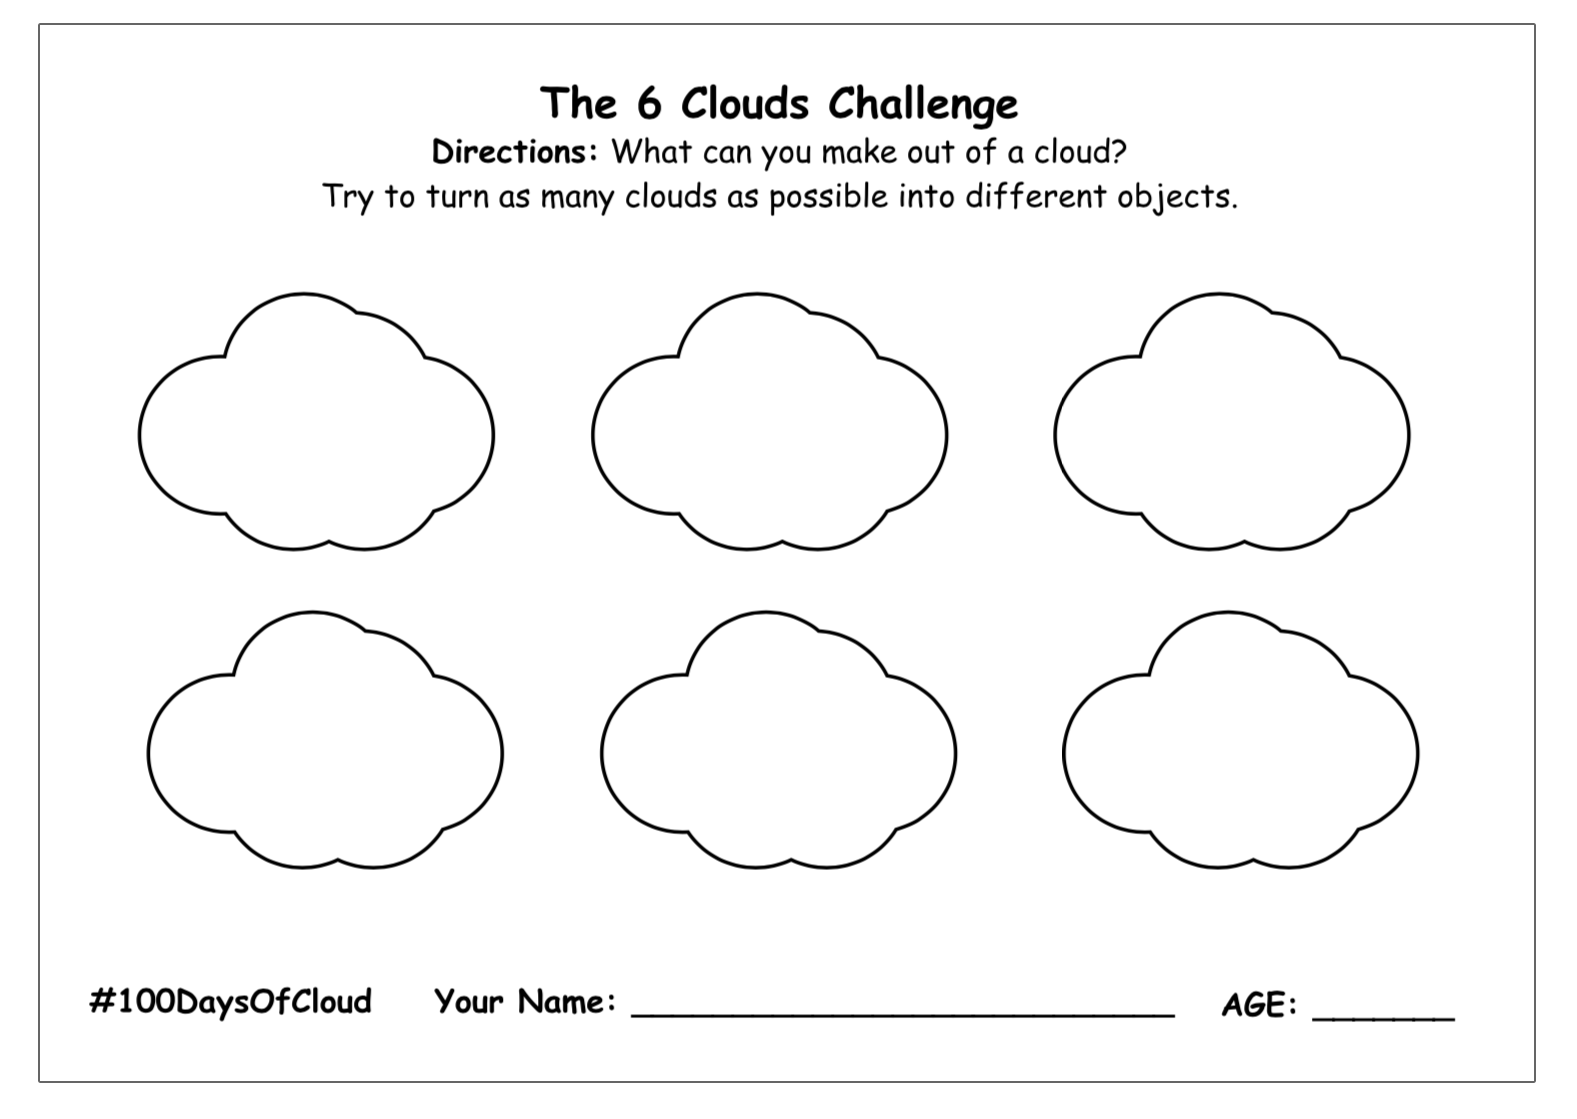 The 6 Clouds Challenge
Directions: What can you make out of a cloud?
Try to turn as many clouds as possible into different objects.
#100DaysOfCloud Your Name: ______________________________ AGE: ________